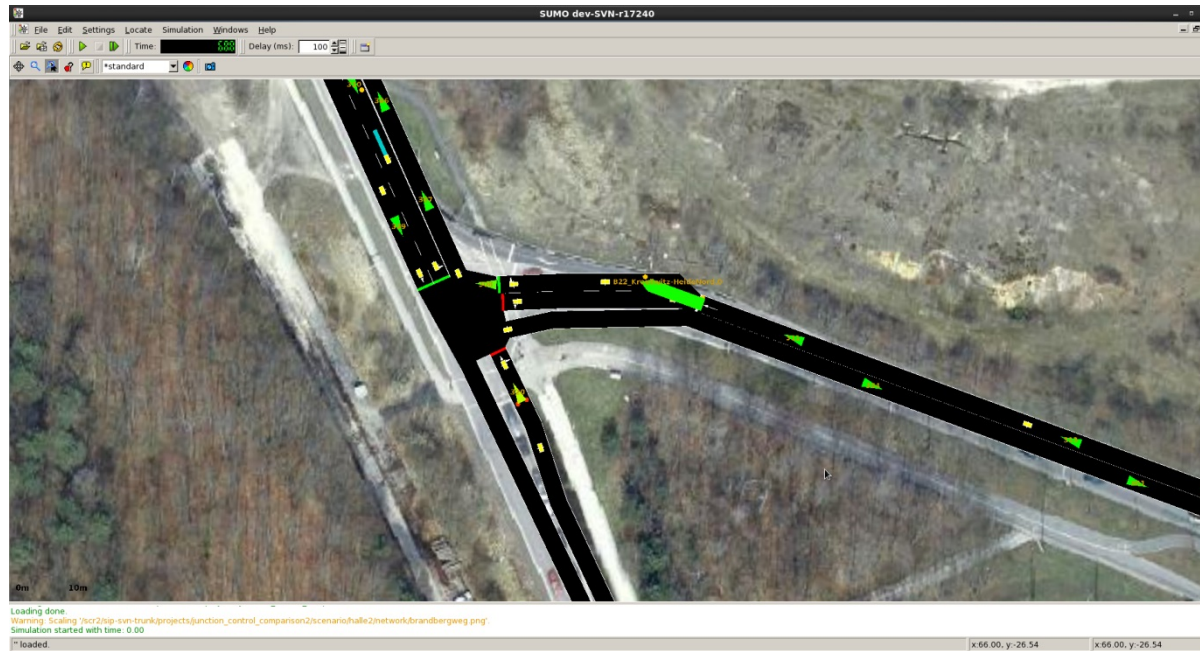 SUMO dev-SVN-r17240
File Edit Settings Locate Simulation Windows Help
Time: Delay (ms): 100
*standard
0m 10m
Loading done.
Warning: Scaling '/scr2/sip-svn-trunk/projects/junction_control_comparison2/scenario/halle2/network/brandbergweg.png'.
Simulation started with time: 0.00
'' loaded. x:66.00, y:-26.54 x:66.00, y:-26.54